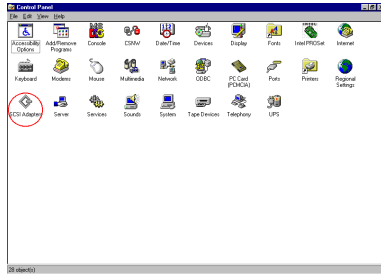 Control Panel
File Edit View Help
Accessibility Options
Add/Remove Programs
Console
CSNW
Date/Time
Devices
Display
Fonts
Intel PROSet
Internet
Keyboard
Modems
Mouse
Multimedia
Network
ODBC
PC Card (PCMCIA)
Ports
Printers
Regional Settings
SCSI Adapters
Server
Services
Sounds
System
Tape Devices
Telephony
UPS
28 object(s)